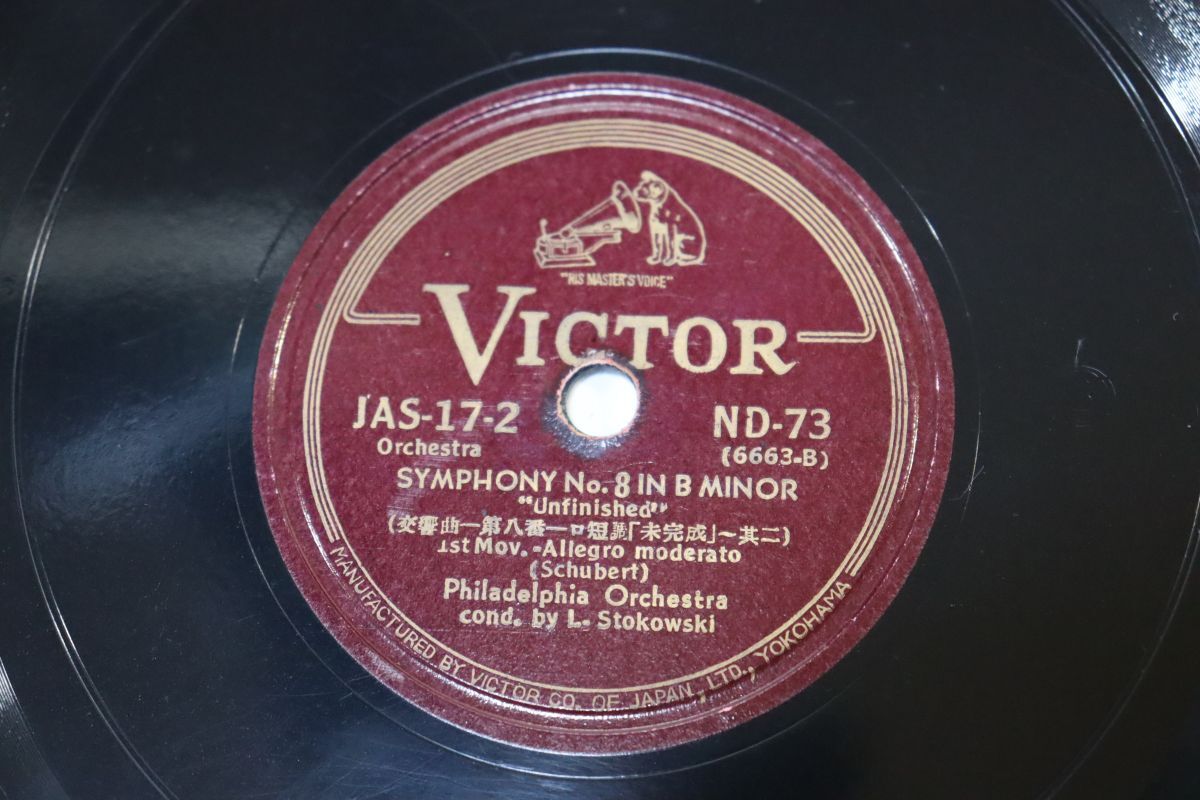 "HIS MASTER'S VOICE"
VICTOR
JAS-17-2 ND-73
Orchestra (6663-B)
SYMPHONY No. 8 IN B MINOR
"Unfinished"
(交響曲―第八番―ロ短調「未完成」~其二)
1st Mov.-Allegro moderato
(Schubert)
Philadelphia Orchestra
cond. by L. Stokowski
MANUFACTURED BY VICTOR CO. OF JAPAN, LTD., YOKOHAMA